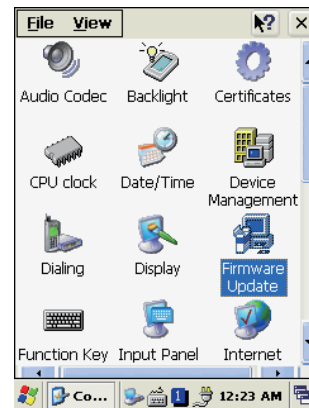 File View ?
Audio Codec Backlight Certificates
CPU clock Date/Time Device
Management
Dialing Display Firmware
Update
Function Key Input Panel Internet
Co... 1 12:23 AM